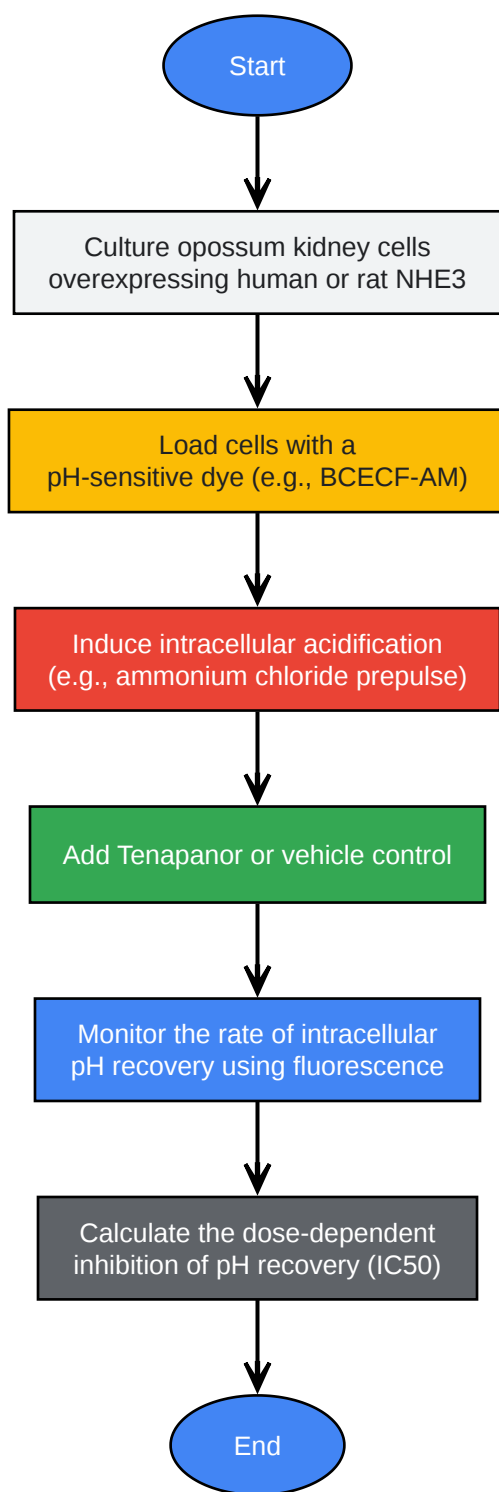 Start
Culture opossum kidney cells
overexpressing human or rat NHE3
Load cells with a
pH-sensitive dye (e.g., BCECF-AM)
Induce intracellular acidification
(e.g., ammonium chloride prepulse)
Add Tenapanor or vehicle control
Monitor the rate of intracellular
pH recovery using fluorescence
Calculate the dose-dependent
inhibition of pH recovery (IC50)
End